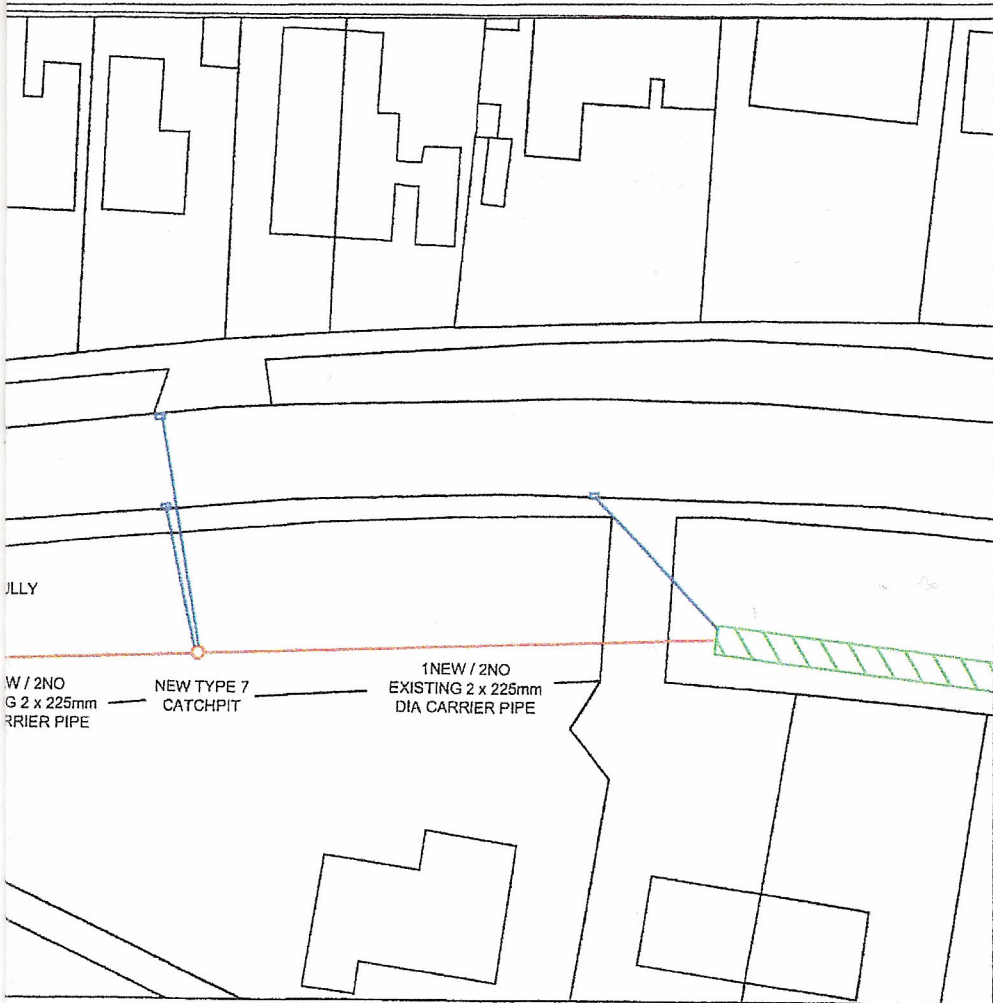 ULLY
W / 2NO
G 2 x 225mm
RRIER PIPE
NEW TYPE 7
CATCHPIT
1NEW / 2NO
EXISTING 2 x 225mm
DIA CARRIER PIPE